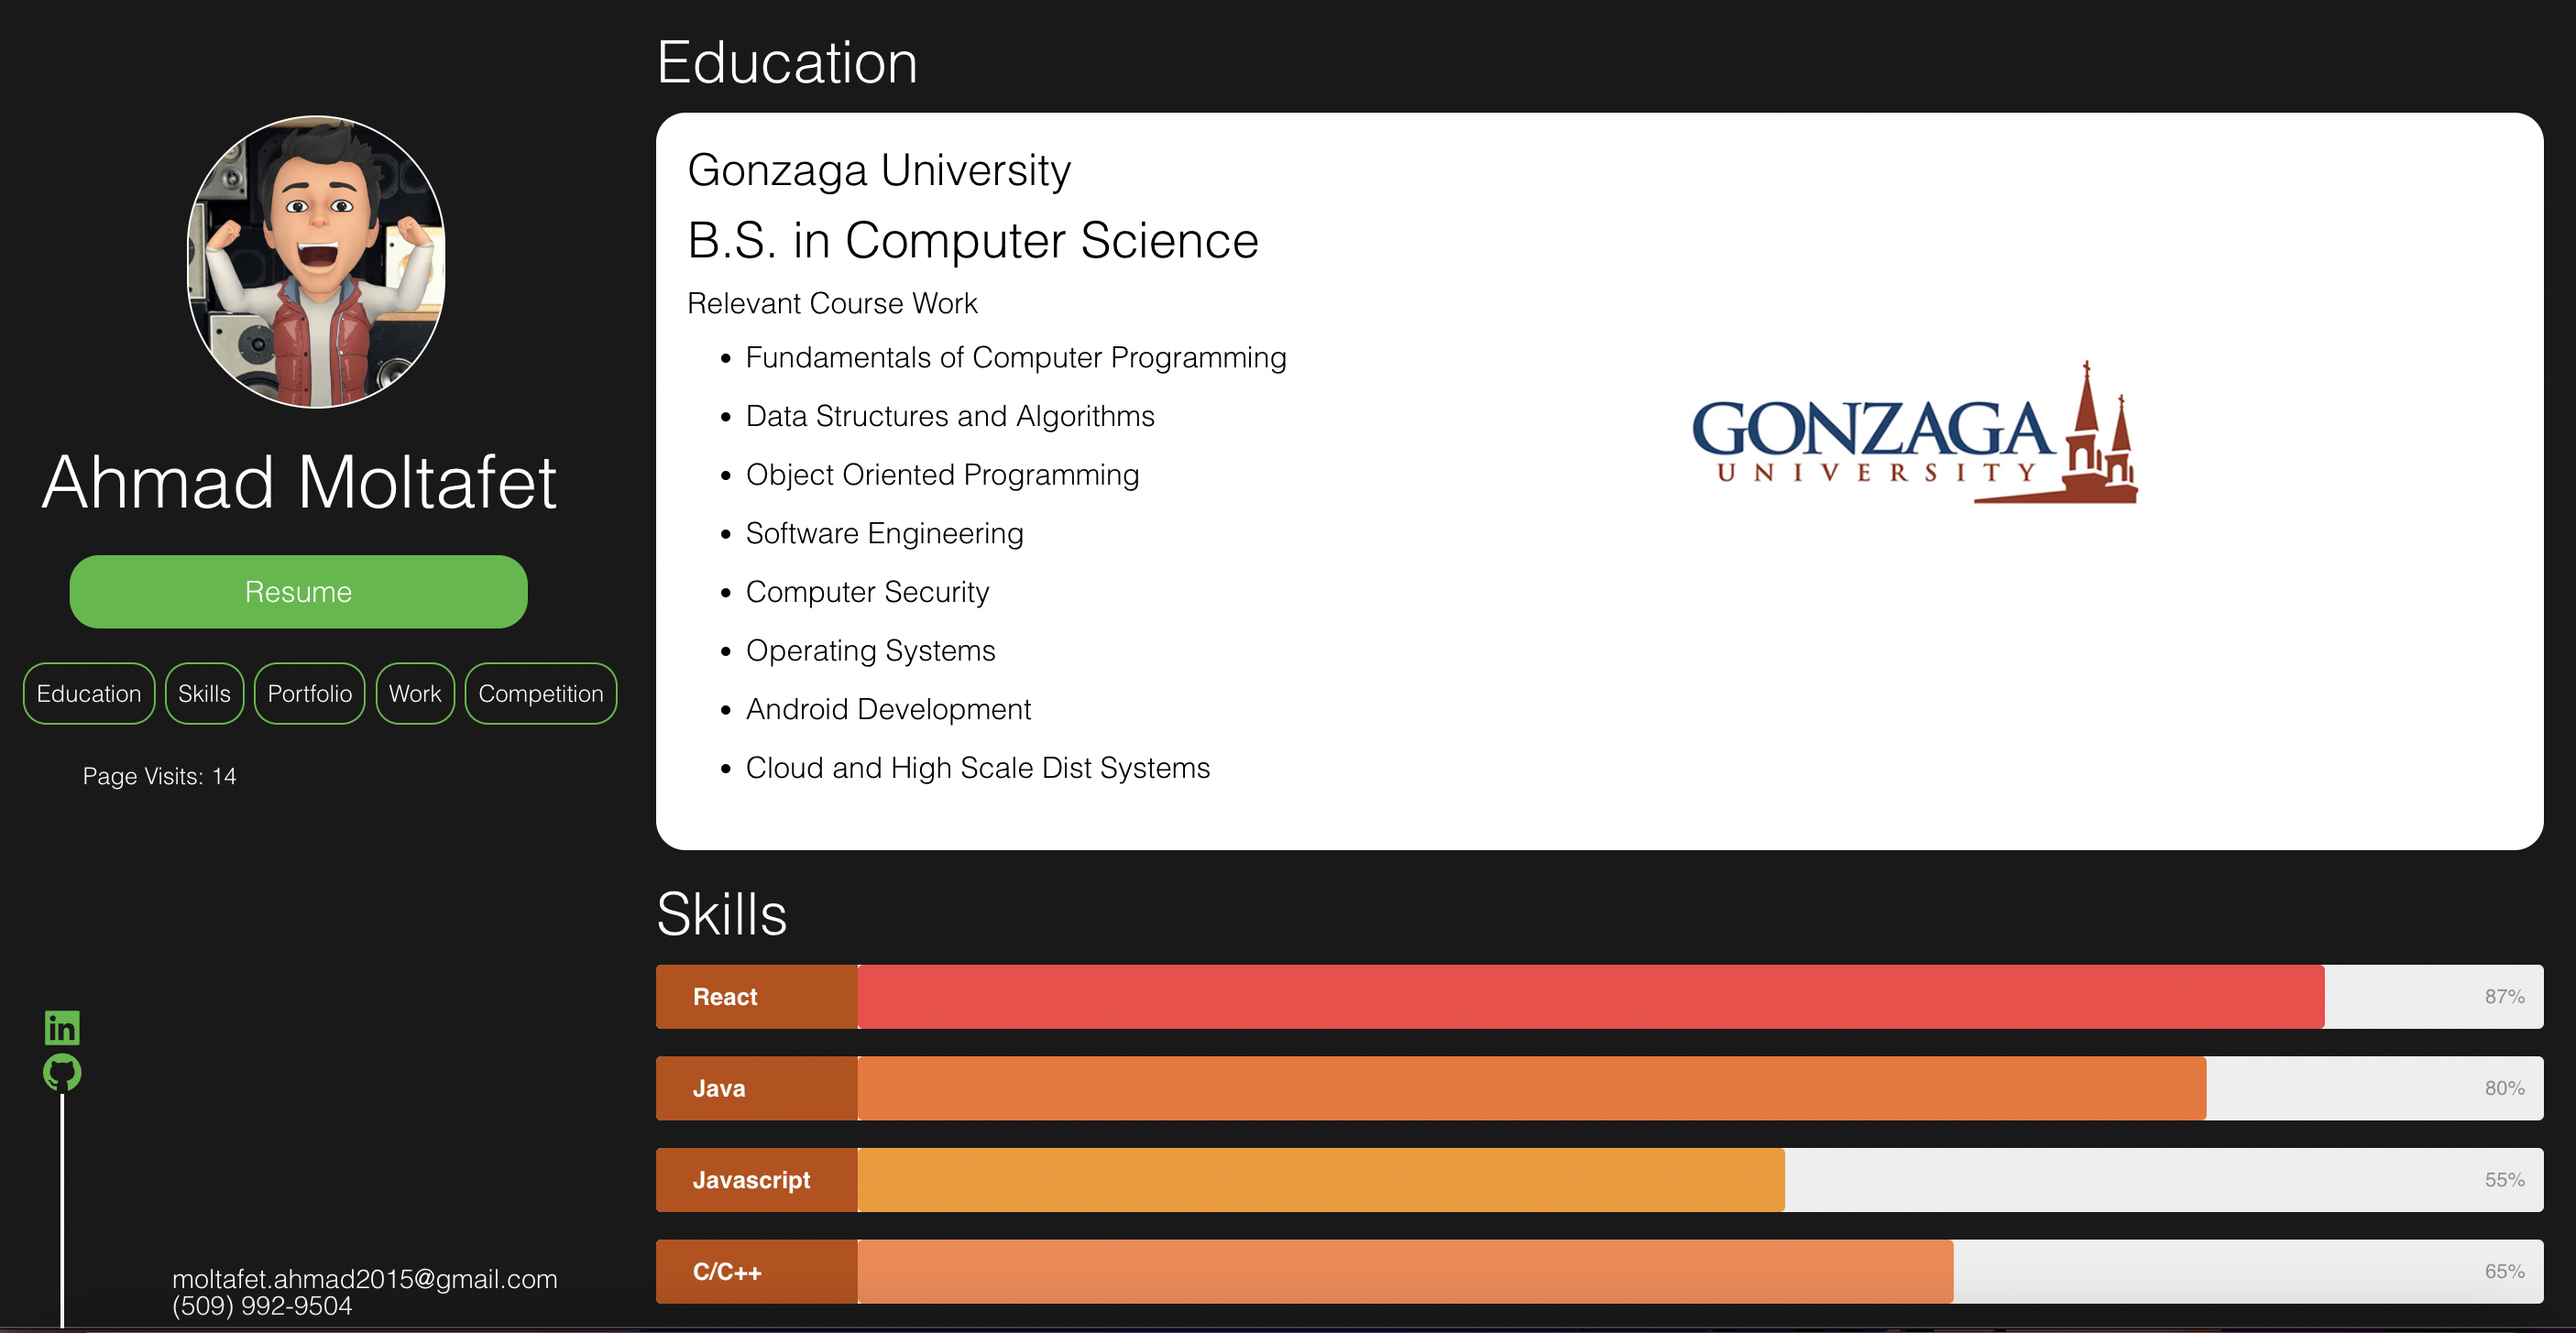 Ahmad Moltafet
Resume
Education
Skills
Portfolio
Work
Competition
Page Visits: 14
in
moltafet.ahmad2015@gmail.com
(509) 992-9504
Education
Gonzaga University
B.S. in Computer Science
Relevant Course Work
• Fundamentals of Computer Programming
• Data Structures and Algorithms
• Object Oriented Programming
• Software Engineering
• Computer Security
• Operating Systems
• Android Development
• Cloud and High Scale Dist Systems
GONZAGA
UNIVERSITY
Skills
React 87%
Java 80%
Javascript 55%
C/C++ 65%